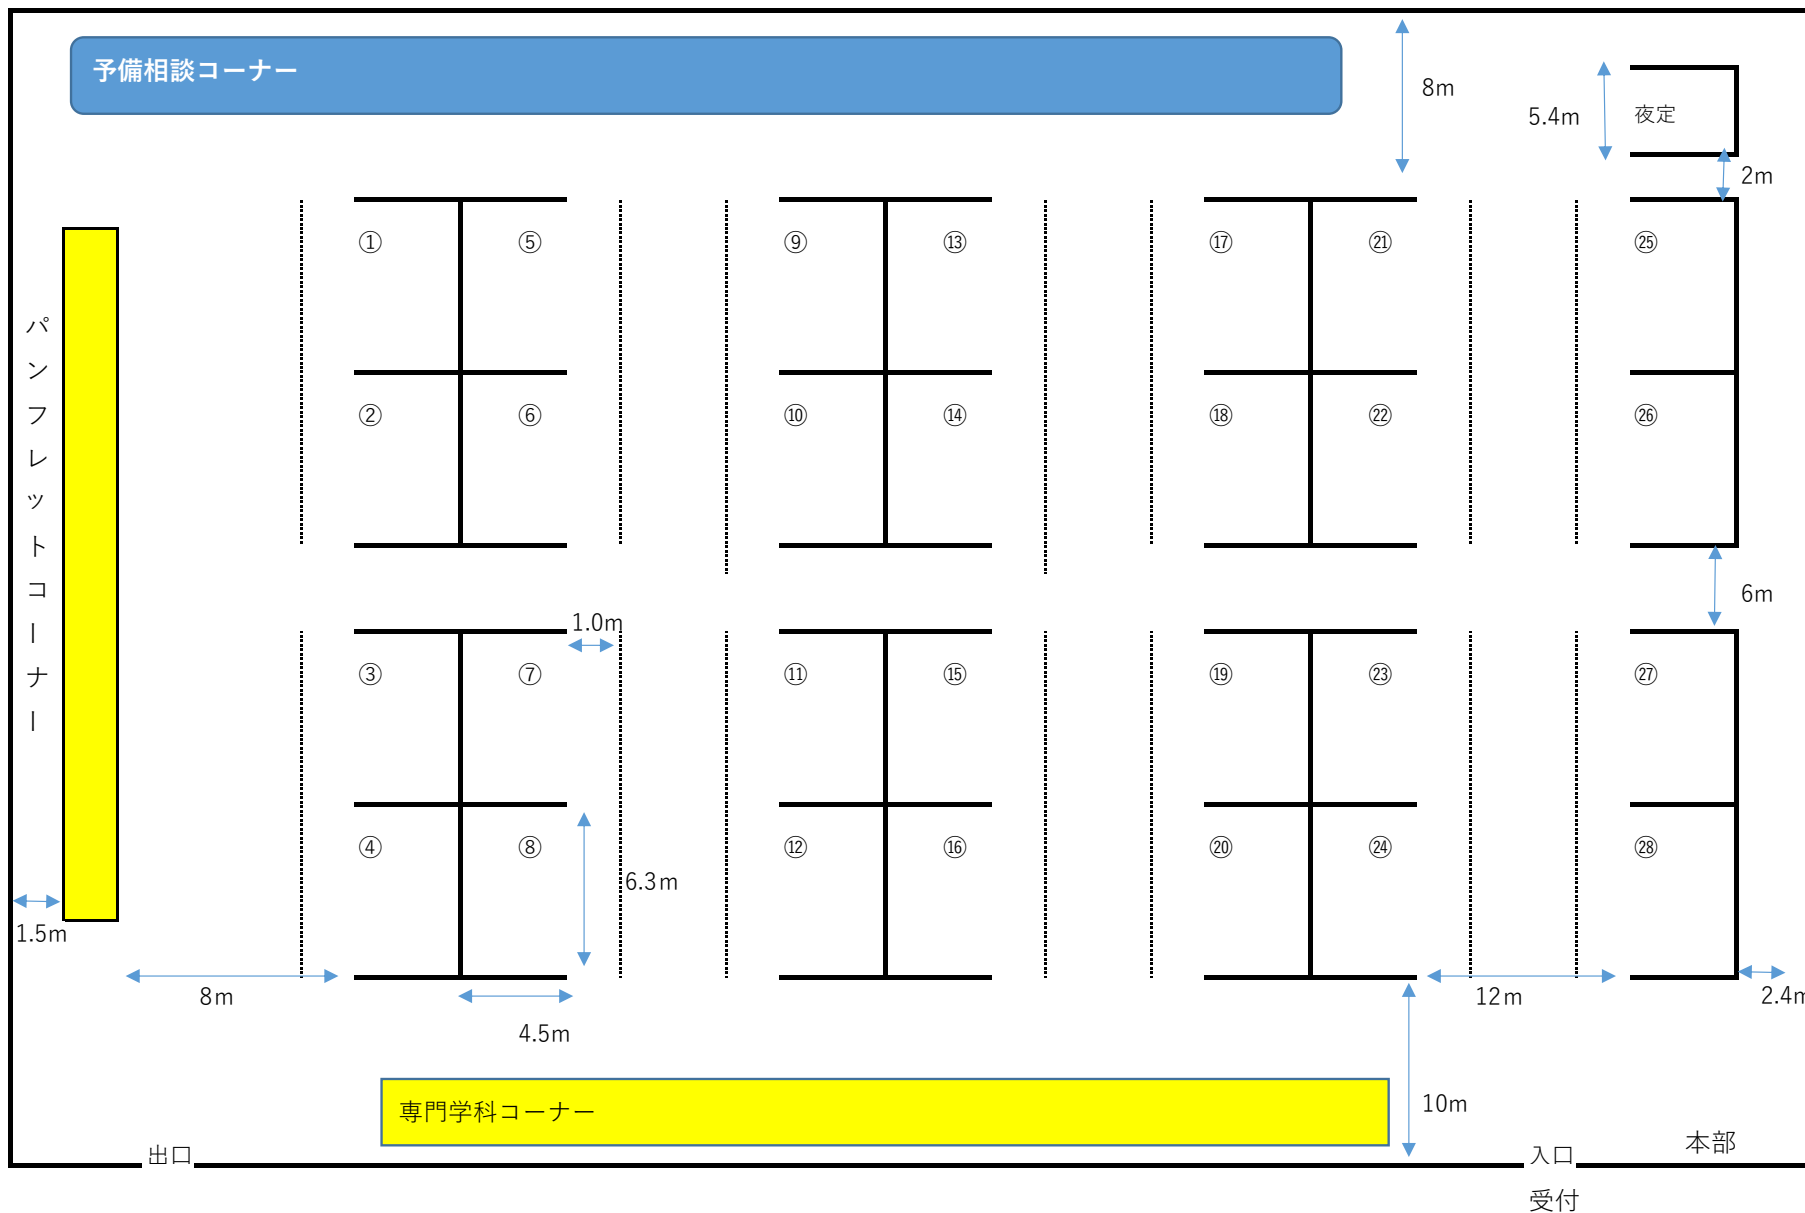 予備相談コーナー
8m
5.4m
夜定
2m
① ⑤ ⑨ ⑬ ⑰ ㉑ ㉕
パンフレットコーナー
② ⑥ ⑩ ⑭ ⑱ ㉒ ㉖
6m
1.0m
③ ⑦ ⑪ ⑮ ⑲ ㉓ ㉗
④ ⑧ ⑫ ⑯ ⑳ ㉔ ㉘
6.3m
1.5m
8m
12m
2.4m
4.5m
専門学科コーナー
10m
出口
入口
本部
受付